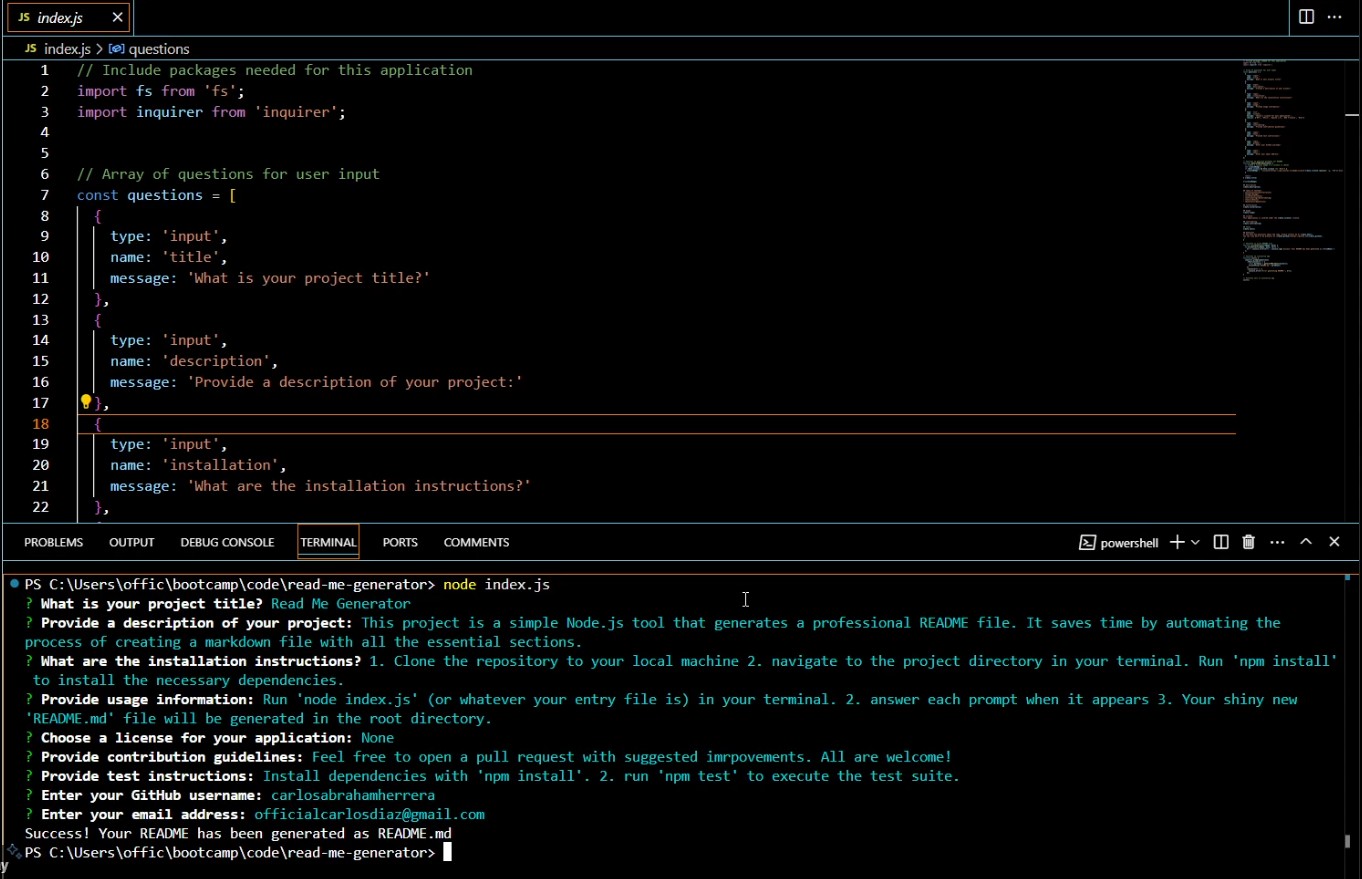 JS index.js
JS index.js > questions
1 // Include packages needed for this application
2 import fs from 'fs';
3 import inquirer from 'inquirer';
4
5
6 // Array of questions for user input
7 const questions = [
8 {
9 type: 'input',
10 name: 'title',
11 message: 'What is your project title?'
12 },
13 {
14 type: 'input',
15 name: 'description',
16 message: 'Provide a description of your project:'
17 },
18 {
19 type: 'input',
20 name: 'installation',
21 message: 'What are the installation instructions?'
22 },
PROBLEMS OUTPUT DEBUG CONSOLE TERMINAL PORTS COMMENTS powershell
PS C:\Users\offic\bootcamp\code\read-me-generator> node index.js
? What is your project title? Read Me Generator
? Provide a description of your project: This project is a simple Node.js tool that generates a professional README file. It saves time by automating the
process of creating a markdown file with all the essential sections.
? What are the installation instructions? 1. Clone the repository to your local machine 2. navigate to the project directory in your terminal. Run 'npm install'
to install the necessary dependencies.
? Provide usage information: Run 'node index.js' (or whatever your entry file is) in your terminal. 2. answer each prompt when it appears 3. Your shiny new
'README.md' file will be generated in the root directory.
? Choose a license for your application: None
? Provide contribution guidelines: Feel free to open a pull request with suggested imrpovements. All are welcome!
? Provide test instructions: Install dependencies with 'npm install'. 2. run 'npm test' to execute the test suite.
? Enter your GitHub username: carlosabrahamherrera
? Enter your email address: officialcarlosdiaz@gmail.com
Success! Your README has been generated as README.md
PS C:\Users\offic\bootcamp\code\read-me-generator>
y